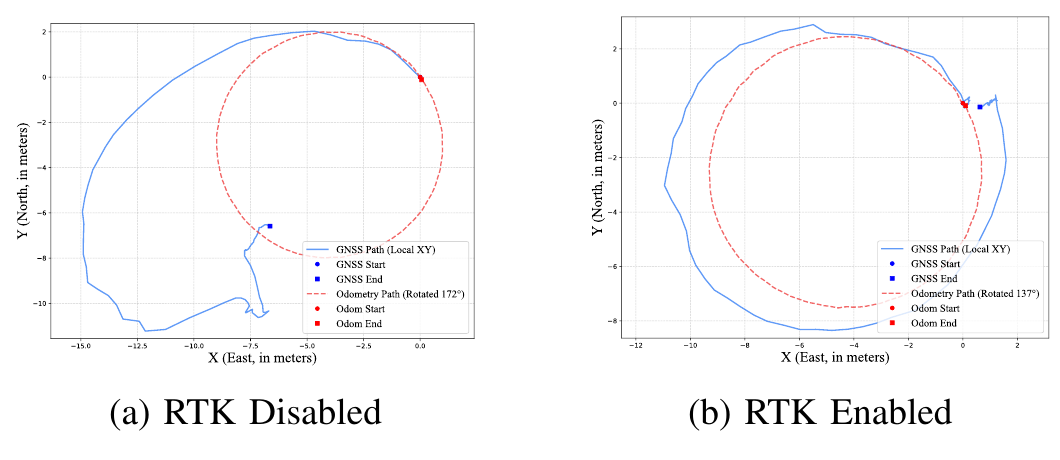 2
0
−2
−4
−6
−8
−10
Y (North, in meters)
−15.0
−12.5
−10.0
−7.5
−5.0
−2.5
0.0
X (East, in meters)
GNSS Path (Local XY)
GNSS Start
GNSS End
Odometry Path (Rotated 172°)
Odom Start
Odom End
(a) RTK Disabled
2
0
−2
−4
−6
−8
Y (North, in meters)
−12
−10
−8
−6
−4
−2
0
2
X (East, in meters)
GNSS Path (Local XY)
GNSS Start
GNSS End
Odometry Path (Rotated 137°)
Odom Start
Odom End
(b) RTK Enabled